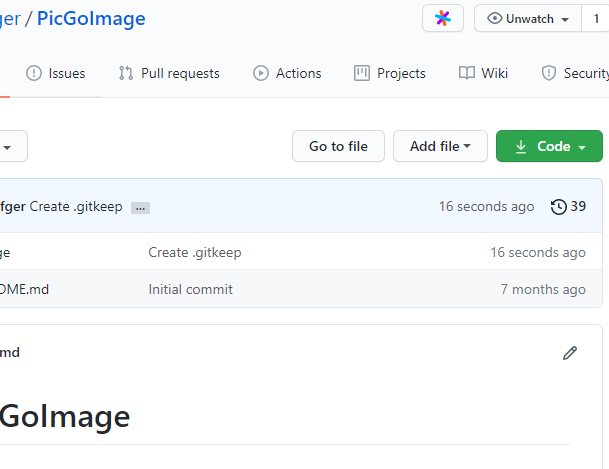 ger / PicGoImage
Unwatch 1
Issues Pull requests Actions Projects Wiki Security
Go to file Add file Code
fger Create .gitkeep ... 16 seconds ago 39
ge Create .gitkeep 16 seconds ago
OME.md Initial commit 7 months ago
md
GoImage